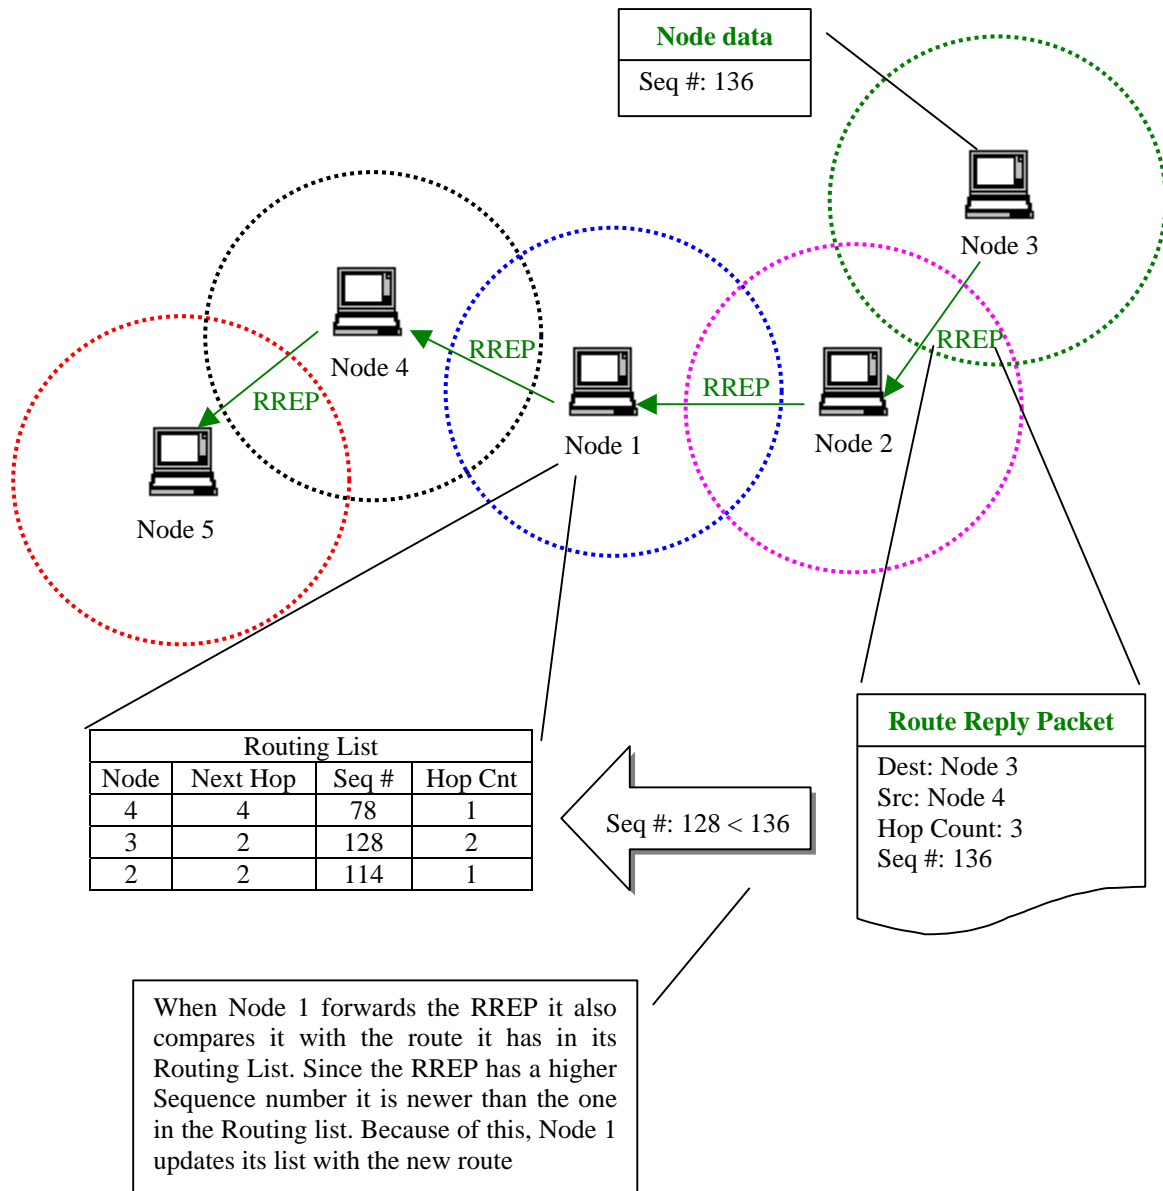 Node data
Seq #: 136
Node 3
Node 4
RREP
RREP
RREP
RREP
Node 1
Node 2
Node 5
Routing List
Node Next Hop Seq # Hop Cnt
4 4 78 1
3 2 128 2
2 2 114 1
Seq #: 128 < 136
Route Reply Packet
Dest: Node 3
Src: Node 4
Hop Count: 3
Seq #: 136
When Node 1 forwards the RREP it also
compares it with the route it has in its
Routing List. Since the RREP has a higher
Sequence number it is newer than the one
in the Routing list. Because of this, Node 1
updates its list with the new route